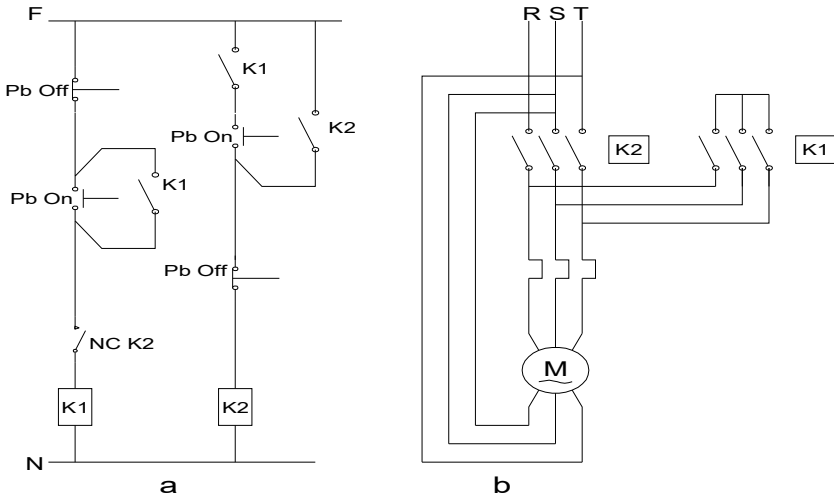 F
Pb Off
Pb On
K1
NC K2
K1
K1
Pb On
K2
Pb Off
K2
N
a
R S T
K2
K1
M
b